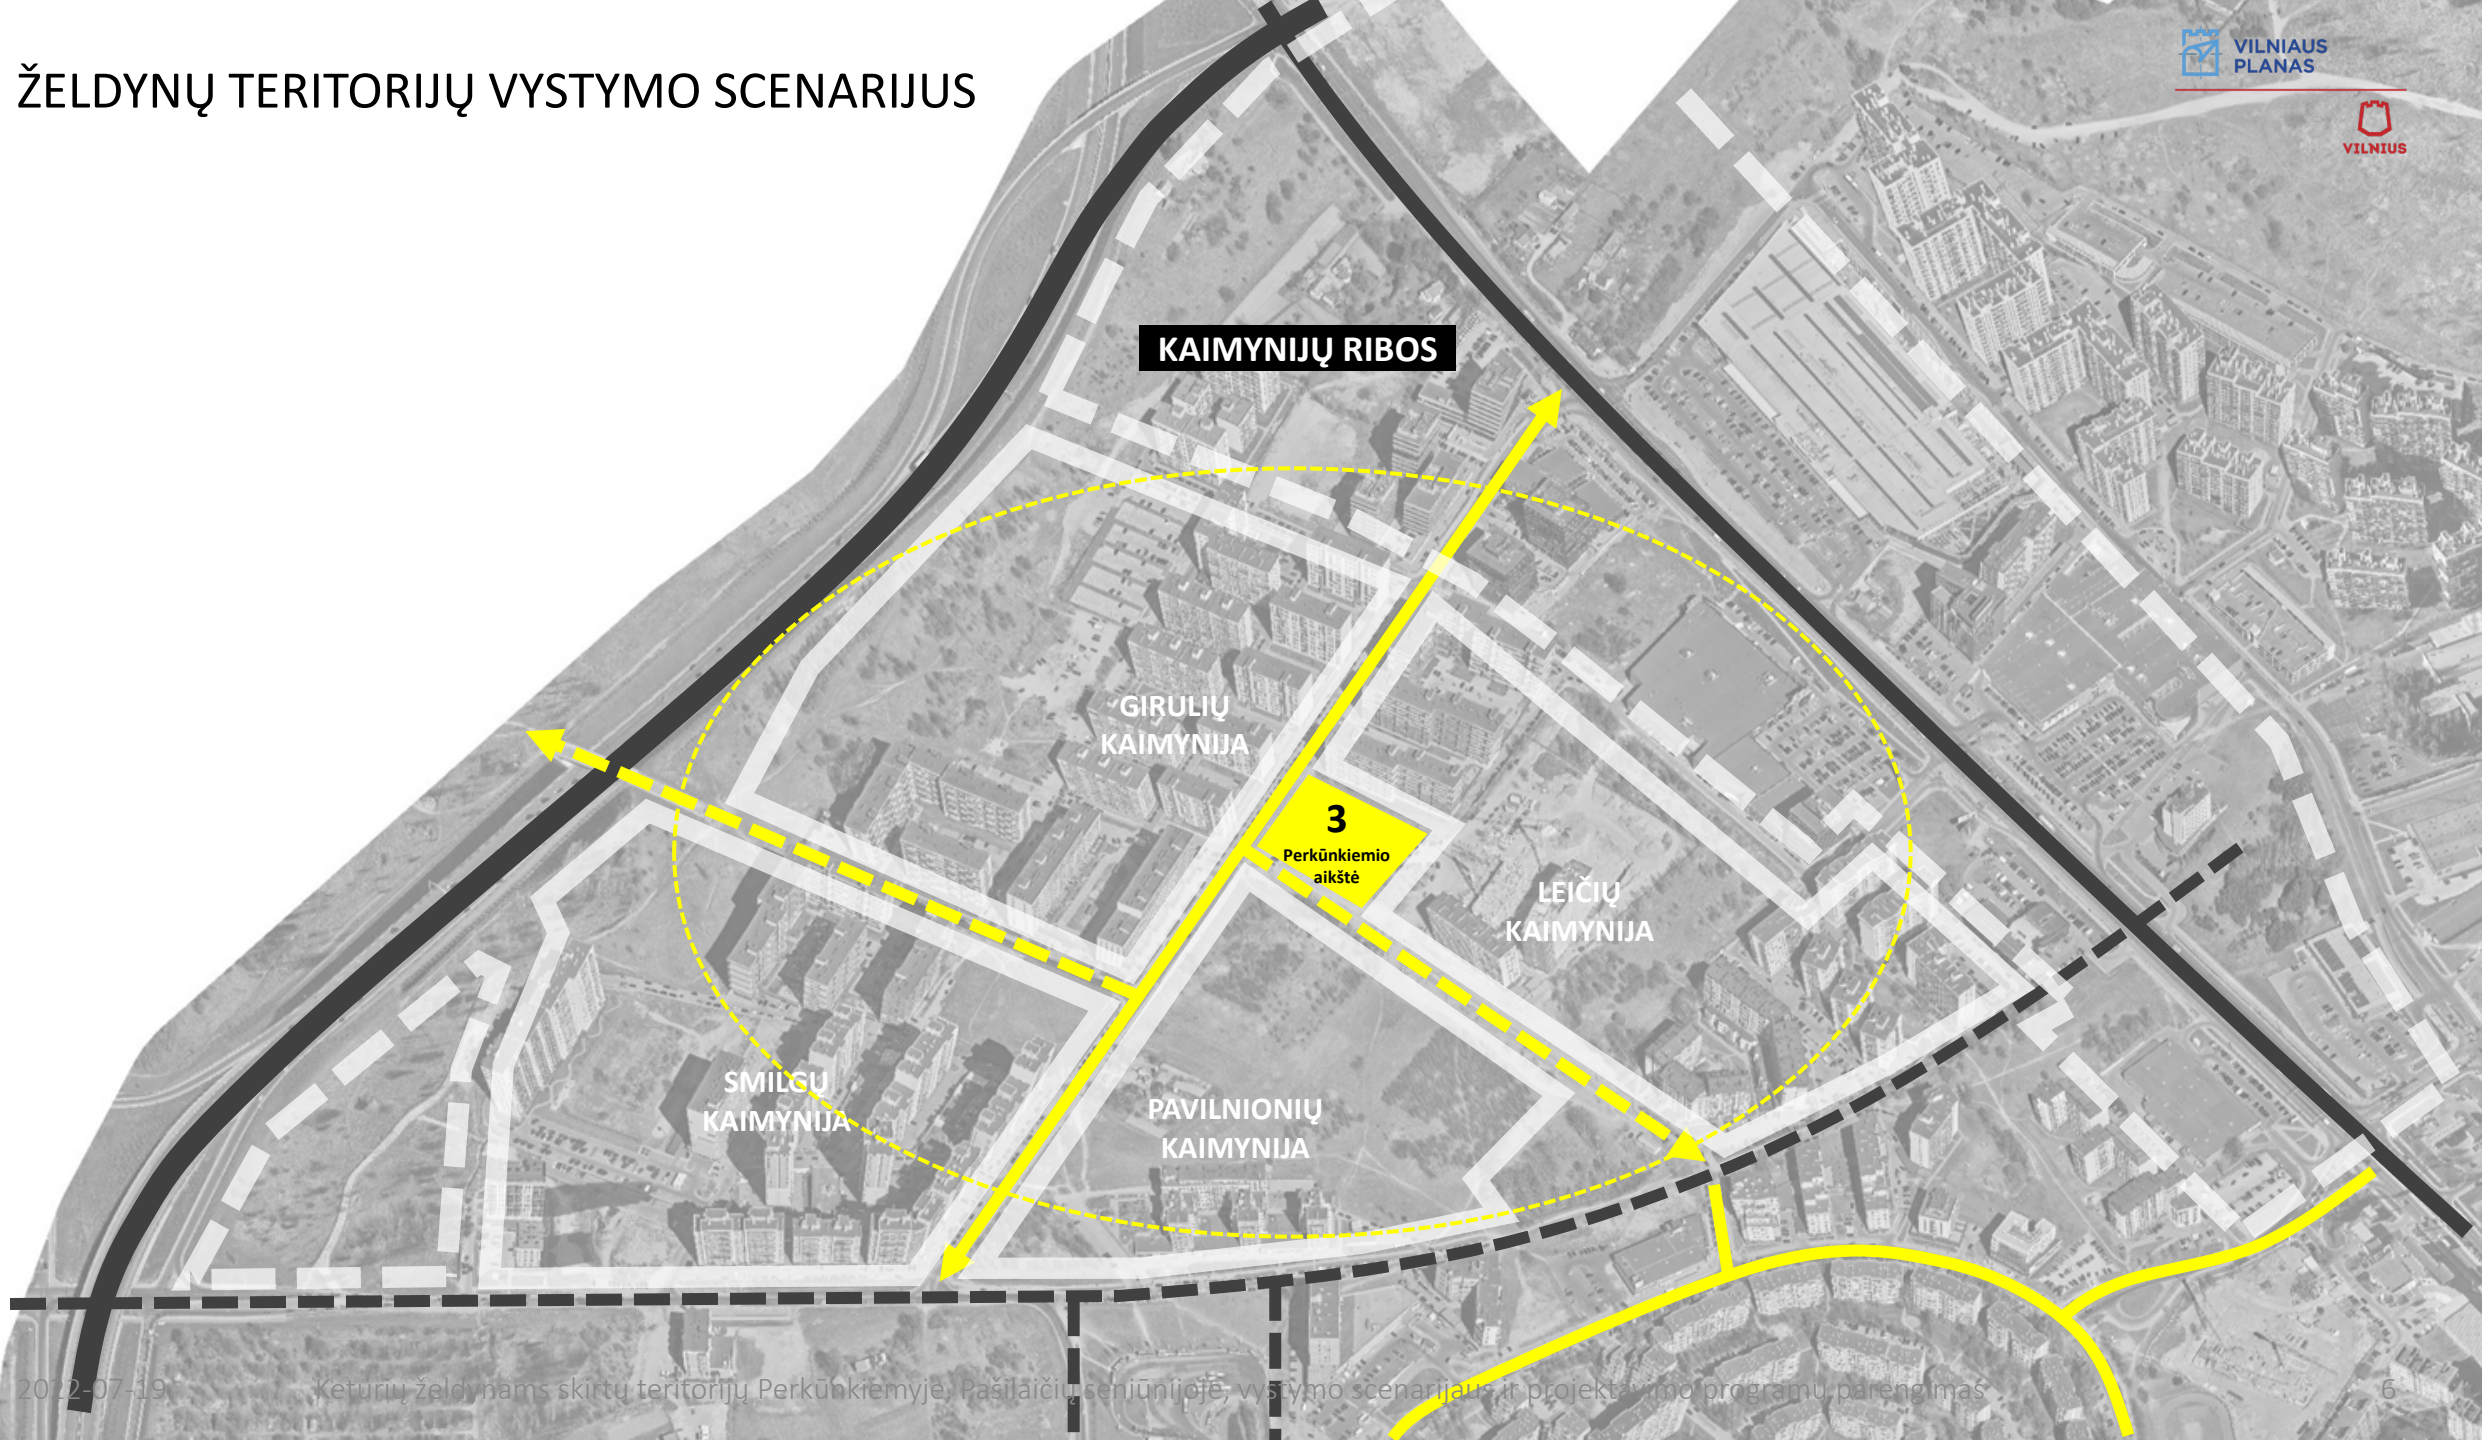 ŽELDYNŲ TERITORIJŲ VYSTYMO SCENARIJUS
VILNIAUS
PLANAS
VILNIUS
KAIMYNIJŲ RIBOS
GIRULIŲ
KAIMYNIJA
3
Perkūnkiemio
aikštė
LEIČIŲ
KAIMYNIJA
SMILGŲ
KAIMYNIJA
PAVILNIONIŲ
KAIMYNIJA
2022-07-19
Keturių želdynams skirtų teritorijų Perkūnkiemyje, Pašilaičių seniūnijoje, vystymo scenarijaus ir projektavimo programų parengimas
6